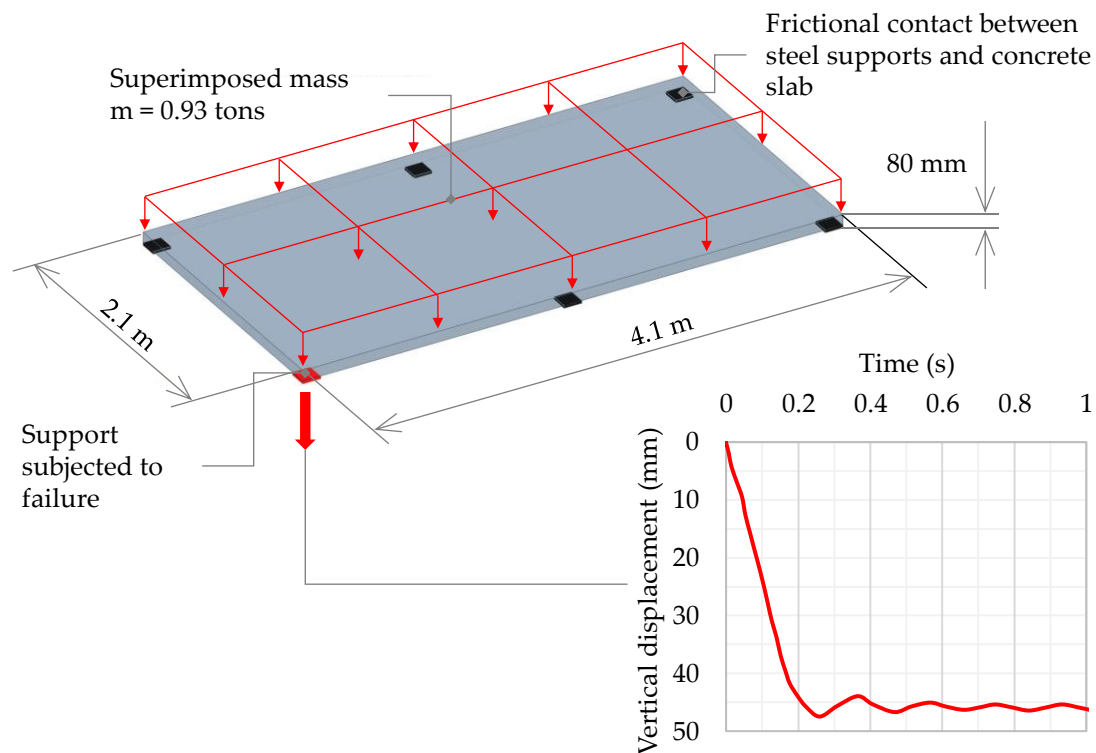 Frictional contact between
steel supports and concrete
slab
Superimposed mass
m = 0.93 tons
80 mm
2.1 m
4.1 m
Support
subjected to
failure
Time (s)
0 0.2 0.4 0.6 0.8 1
Vertical displacement (mm)
0
10
20
30
40
50